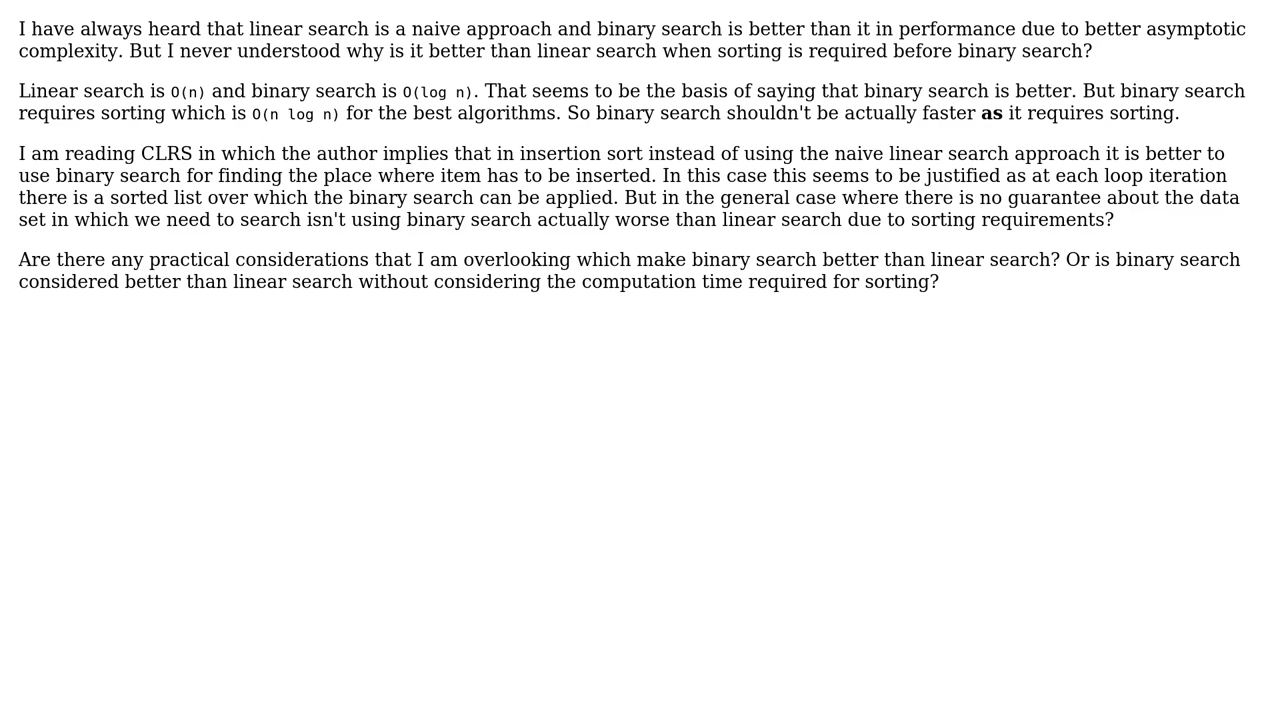 I have always heard that linear search is a naive approach and binary search is better than it in performance due to better asymptotic
complexity. But I never understood why is it better than linear search when sorting is required before binary search?
Linear search is O(n) and binary search is O(log n). That seems to be the basis of saying that binary search is better. But binary search
requires sorting which is O(n log n) for the best algorithms. So binary search shouldn't be actually faster as it requires sorting.
I am reading CLRS in which the author implies that in insertion sort instead of using the naive linear search approach it is better to
use binary search for finding the place where item has to be inserted. In this case this seems to be justified as at each loop iteration
there is a sorted list over which the binary search can be applied. But in the general case where there is no guarantee about the data
set in which we need to search isn't using binary search actually worse than linear search due to sorting requirements?
Are there any practical considerations that I am overlooking which make binary search better than linear search? Or is binary search
considered better than linear search without considering the computation time required for sorting?